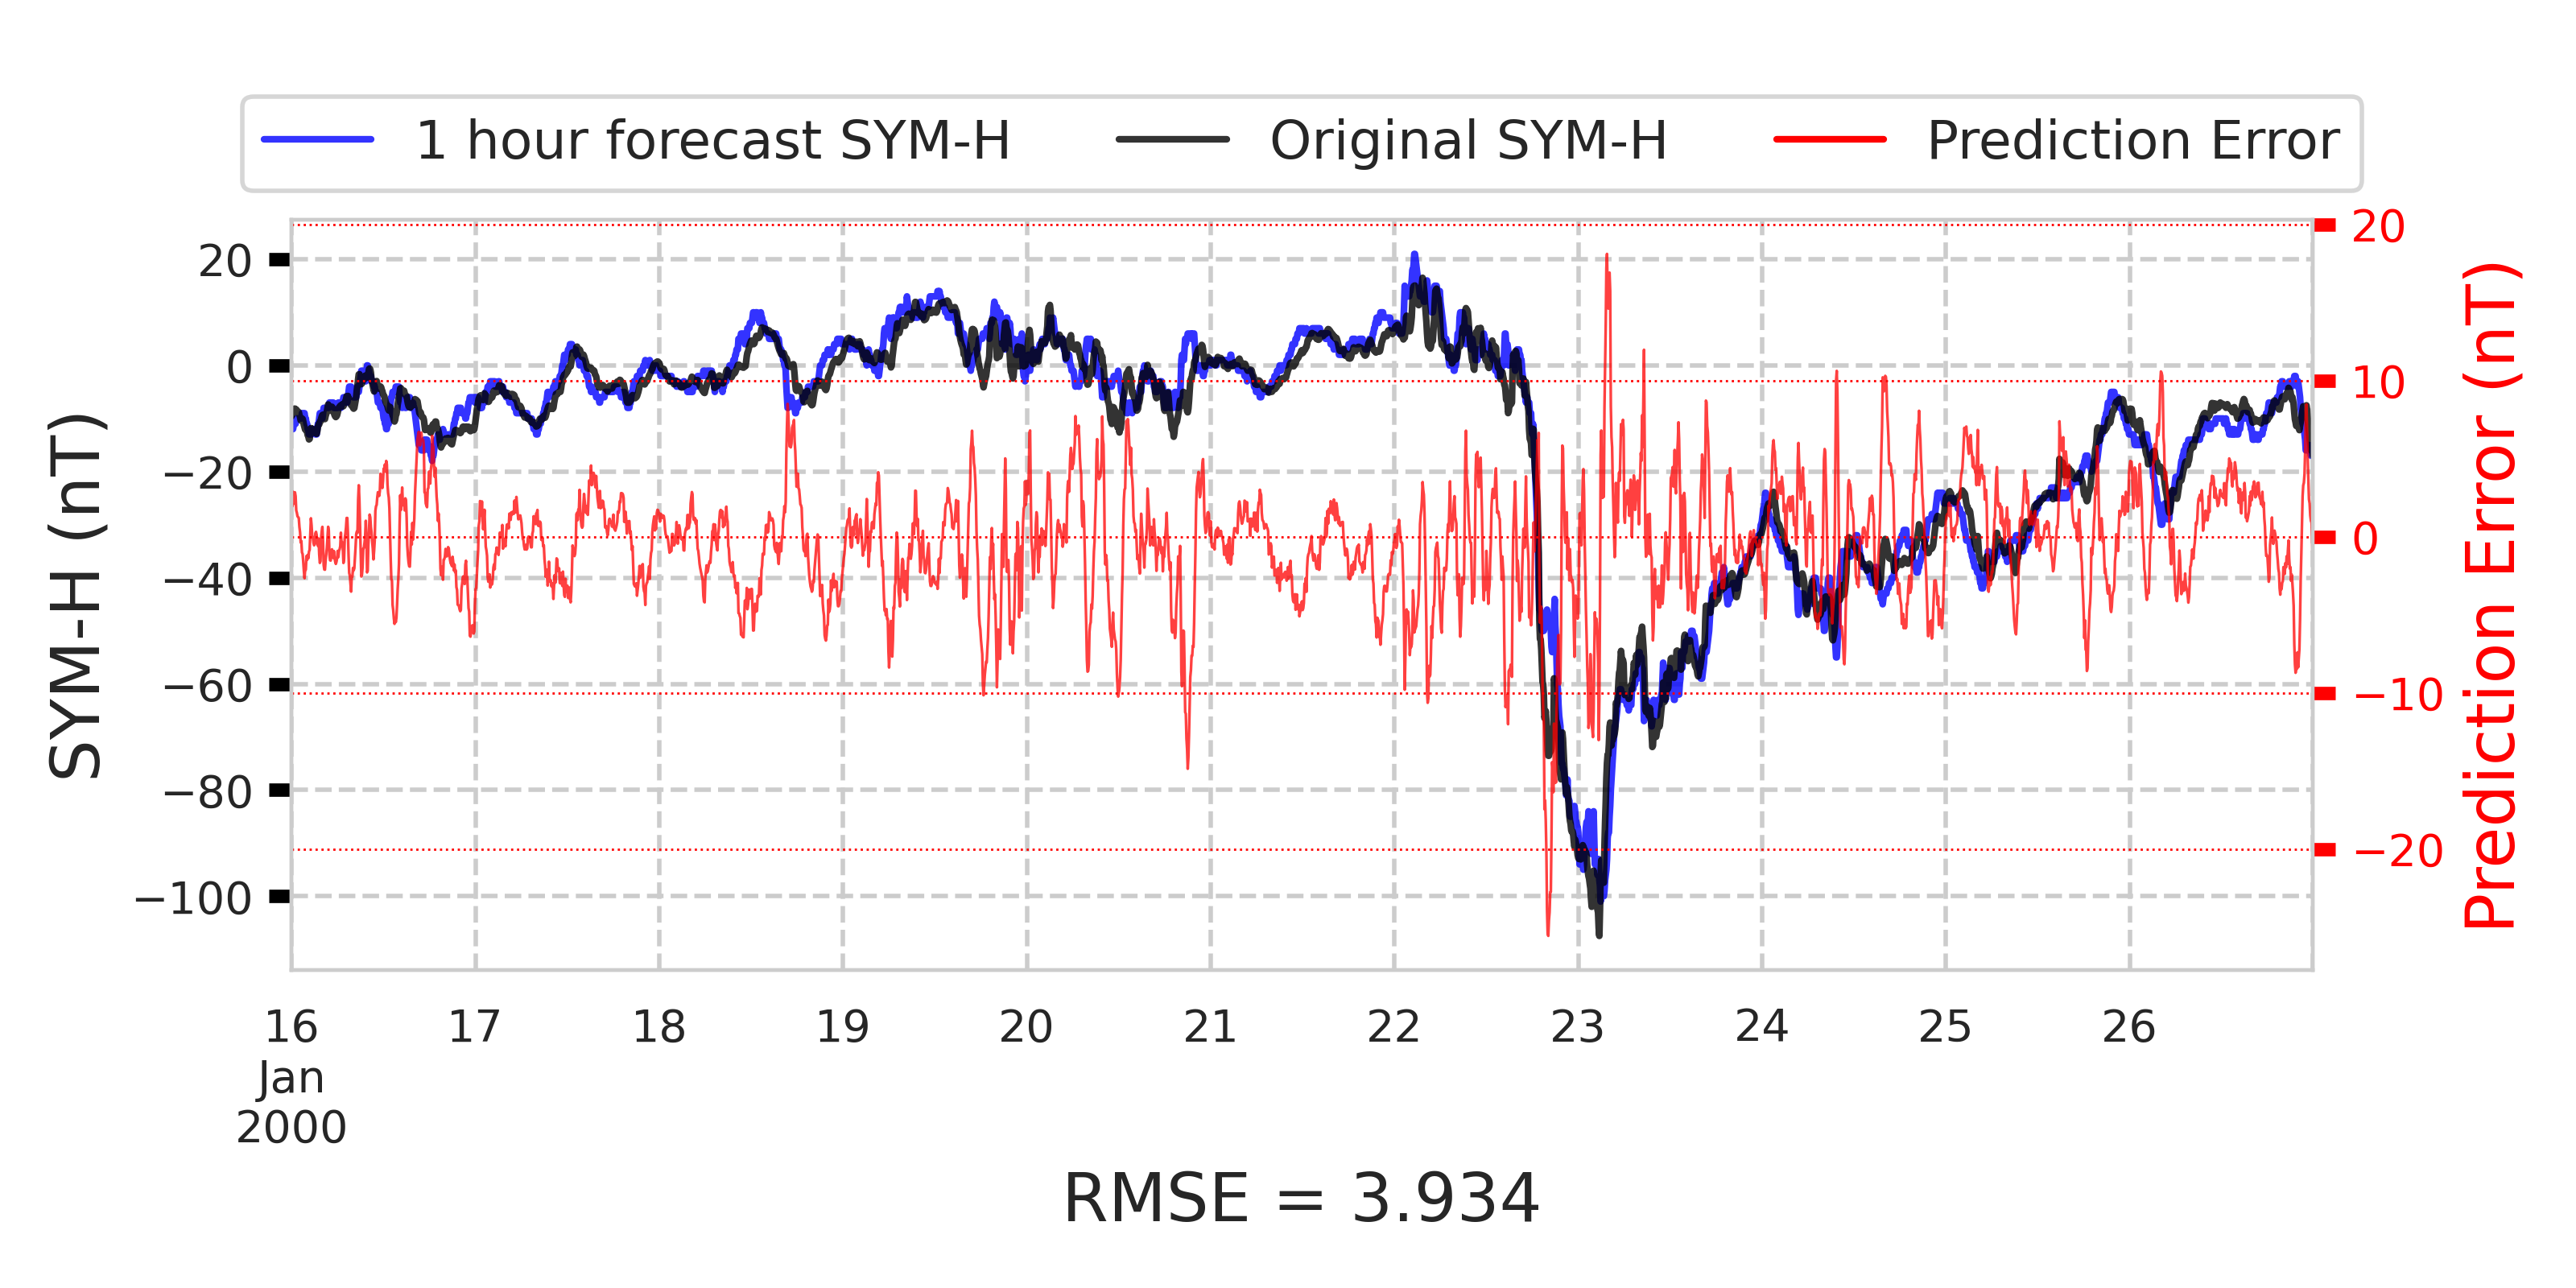 1 hour forecast SYM-H
Original SYM-H
Prediction Error
SYM-H (nT)
20
0
−20
−40
−60
−80
−100
20
10
0
−10
−20
Prediction Error (nT)
16 17 18 19 20 21 22 23 24 25 26
Jan
2000
RMSE = 3.934